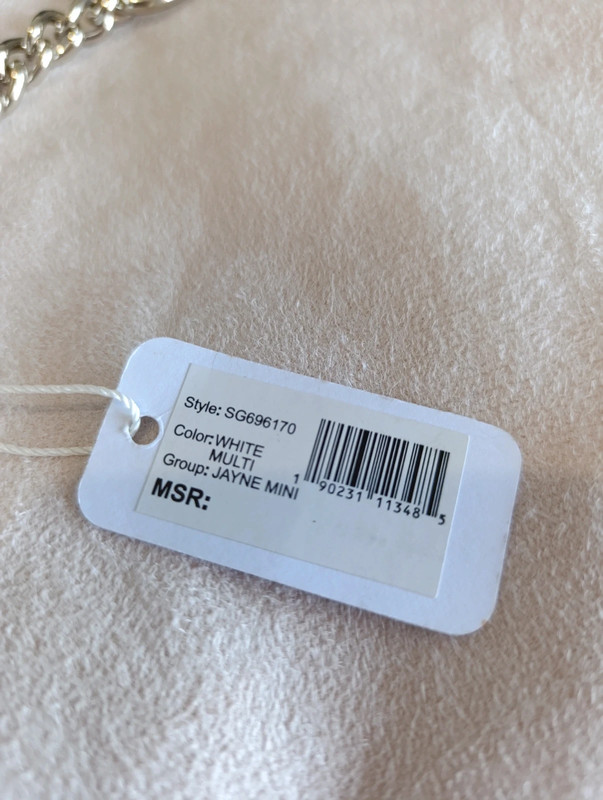 Style: SG696170
Color: WHITE
MULTI
Group: JAYNE MINI
MSR:
1 90231 11348 5